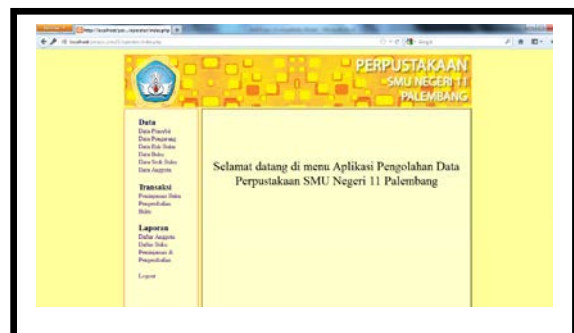 PERPUSTAKAAN
SMU NEGERI 11
PALEMBANG
Data
Data Penerbit
Data Pengarang
Data Rak Buku
Data Buku
Data Stok Buku
Data Anggota
Transaksi
Peminjaman Buku
Pengembalian
Buku
Laporan
Daftar Anggota
Daftar Buku
Peminjaman &
Pengembalian
Logout
Selamat datang di menu Aplikasi Pengolahan Data
Perpustakaan SMU Negeri 11 Palembang